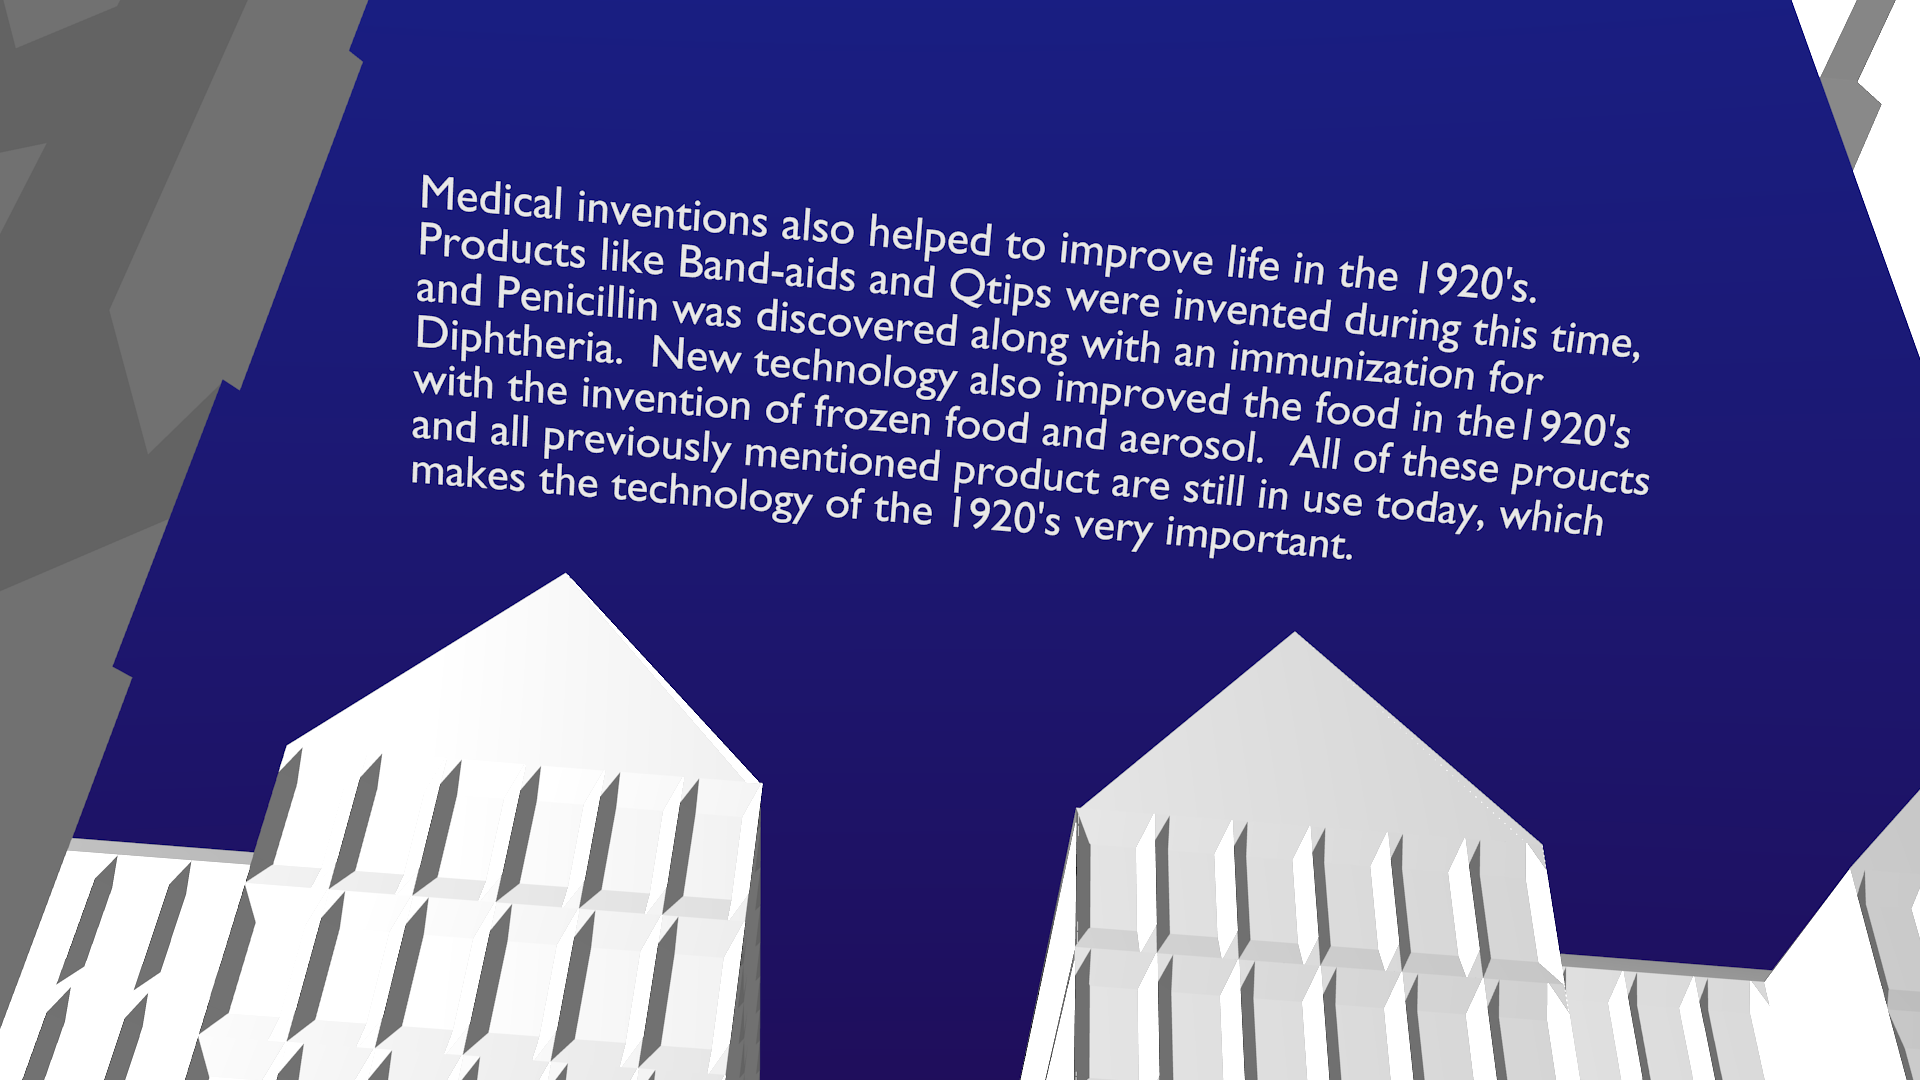 Medical inventions also helped to improve life in the 1920's.
Products like Band-aids and Qtips were invented during this time,
and Penicillin was discovered along with an immunization for
Diphtheria.  New technology also improved the food in the1920's
with the invention of frozen food and aerosol.  All of these proucts
and all previously mentioned product are still in use today, which
makes the technology of the 1920's very important.